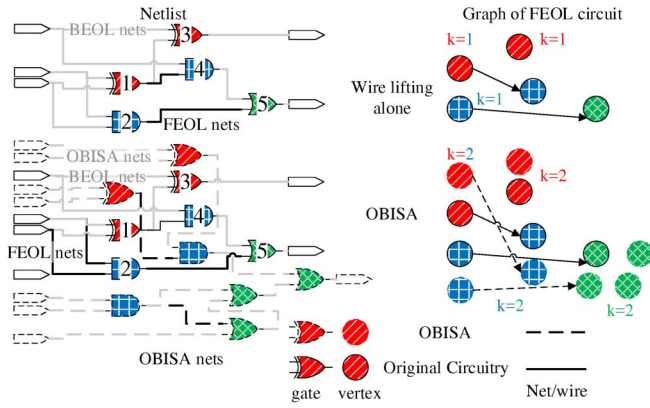 Netlist
Graph of FEOL circuit
BEOL nets
3
4
1
5
2
FEOL nets
k=1
k=1
k=1
Wire lifting
alone
OBISA nets
BEOL nets
3
4
1
FEOL nets
5
2
OBISA nets
k=2
k=2
OBISA
k=2
k=2
OBISA
Original Circuitry
gate
vertex
Net/wire